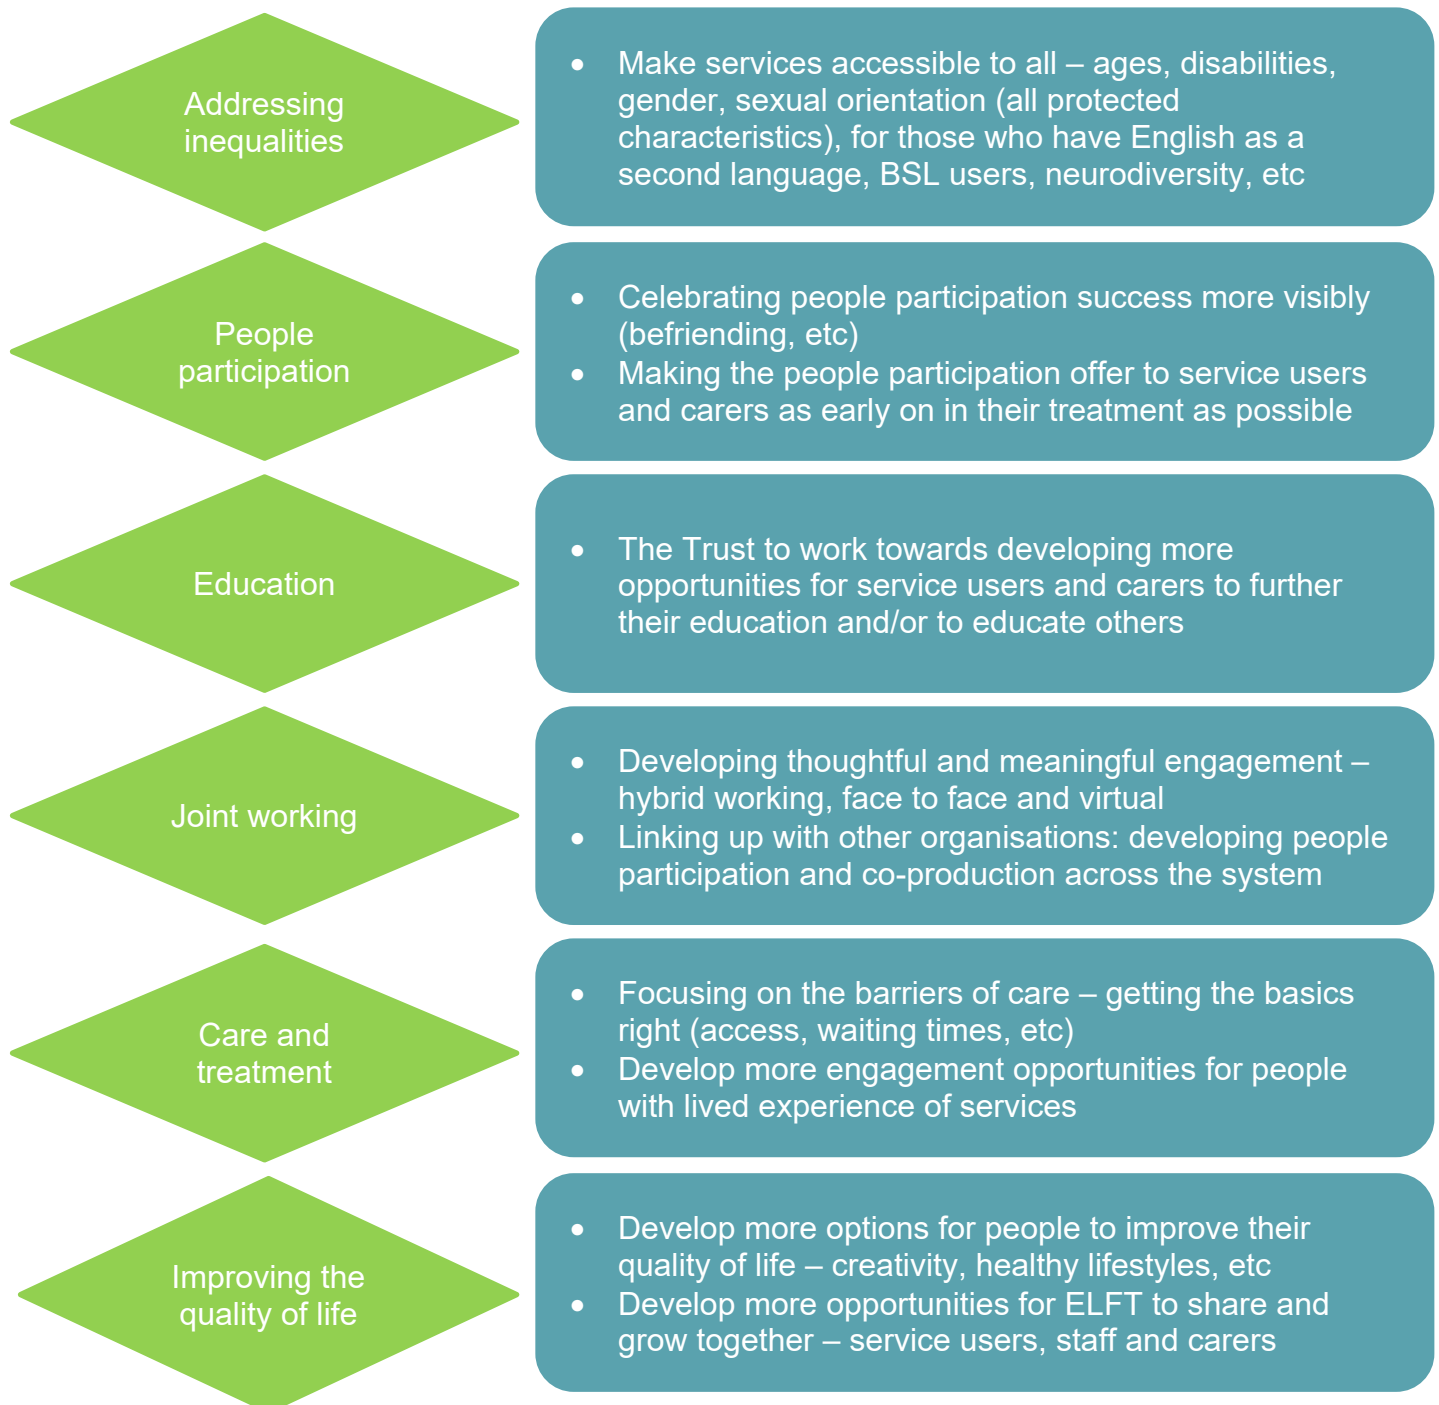 Addressing
inequalities
• Make services accessible to all – ages, disabilities,
gender, sexual orientation (all protected
characteristics), for those who have English as a
second language, BSL users, neurodiversity, etc
People
participation
• Celebrating people participation success more visibly
(befriending, etc)
• Making the people participation offer to service users
and carers as early on in their treatment as possible
Education
• The Trust to work towards developing more
opportunities for service users and carers to further
their education and/or to educate others
Joint working
• Developing thoughtful and meaningful engagement –
hybrid working, face to face and virtual
• Linking up with other organisations: developing people
participation and co-production across the system
Care and
treatment
• Focusing on the barriers of care – getting the basics
right (access, waiting times, etc)
• Develop more engagement opportunities for people
with lived experience of services
Improving the
quality of life
• Develop more options for people to improve their
quality of life – creativity, healthy lifestyles, etc
• Develop more opportunities for ELFT to share and
grow together – service users, staff and carers